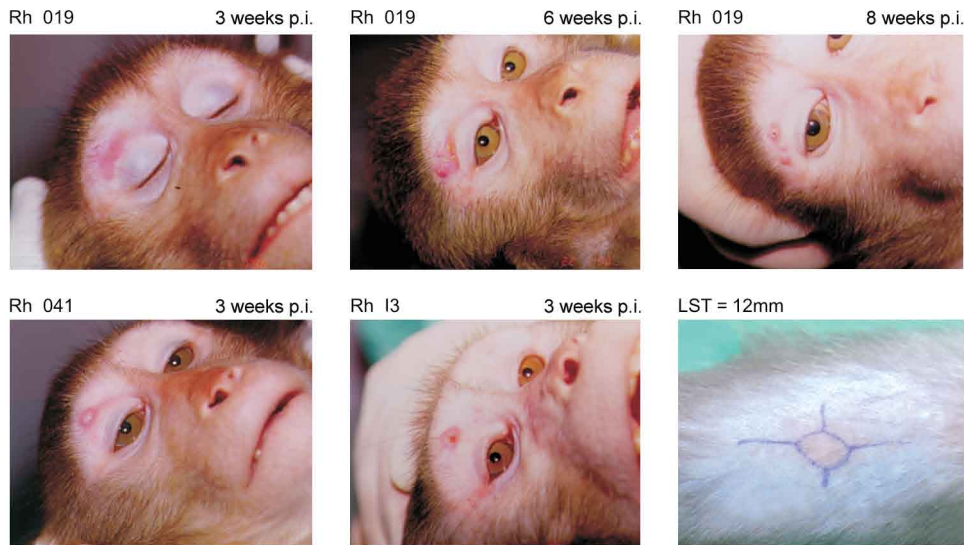 Rh 019 3 weeks p.i.
Rh 019 6 weeks p.i.
Rh 019 8 weeks p.i.
Rh 041 3 weeks p.i.
Rh I3 3 weeks p.i.
LST = 12mm